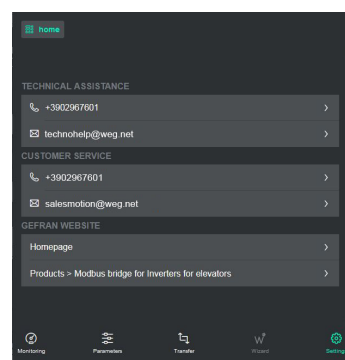 home
TECHNICAL ASSISTANCE
+3902967601
technohelp@weg.net
CUSTOMER SERVICE
+3902967601
salesmotion@weg.net
GEFRAN WEBSITE
Homepage
Products > Modbus bridge for Inverters for elevators
Monitoring
Parameters
Transfer
Wizard
Setting